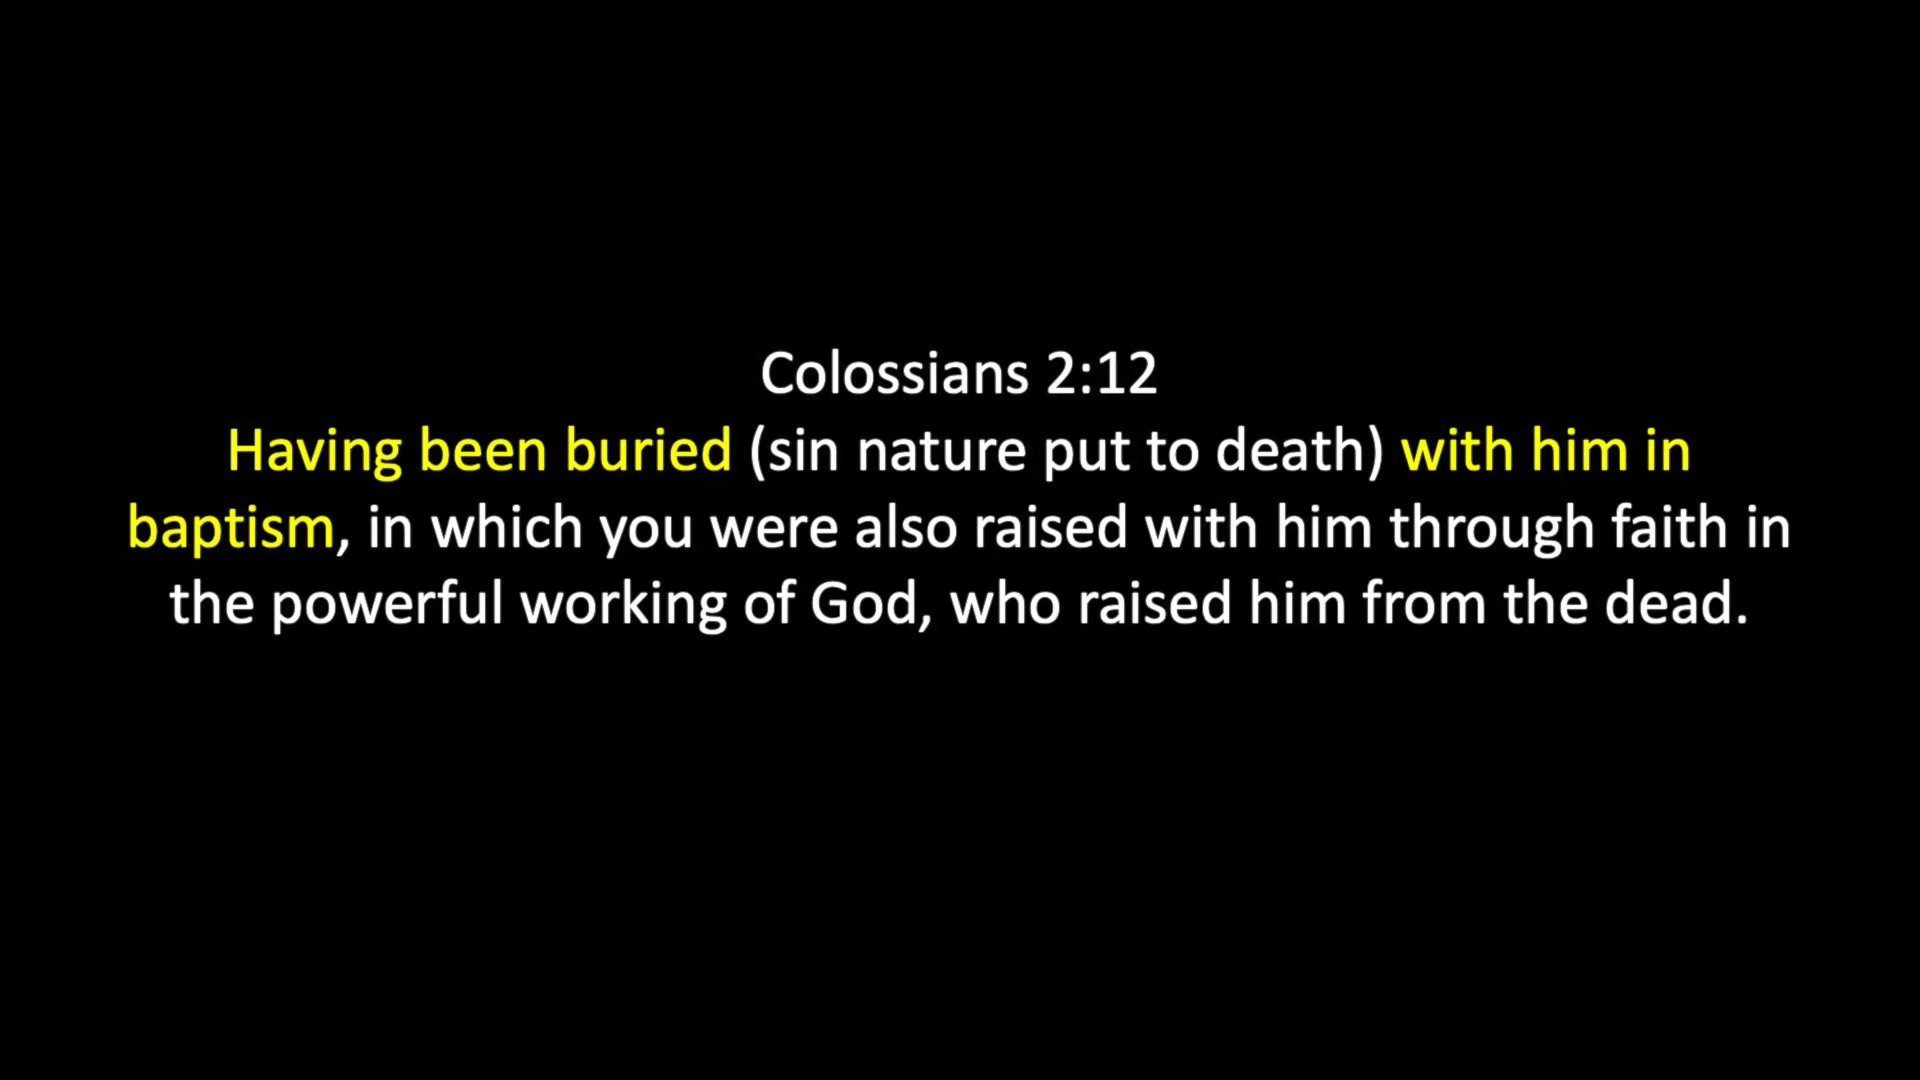 Colossians 2:12
Having been buried (sin nature put to death) with him in
baptism, in which you were also raised with him through faith in
the powerful working of God, who raised him from the dead.